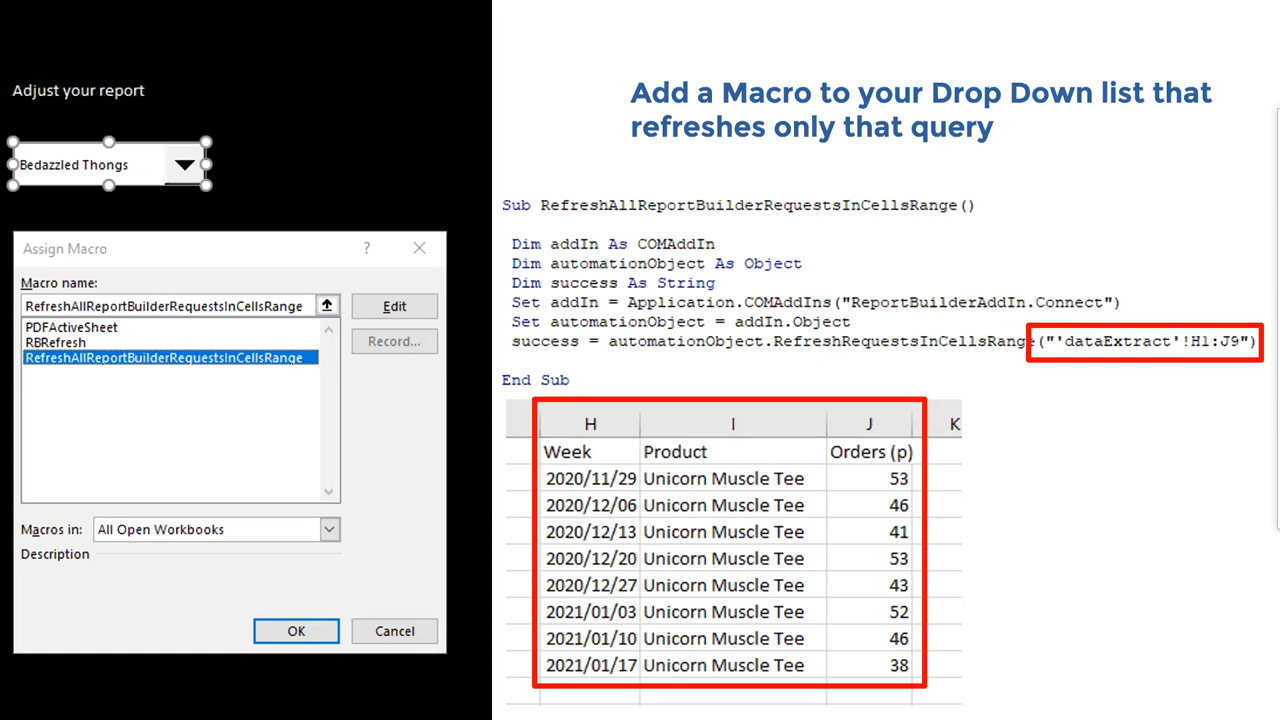 Adjust your report
Bedazzled Thongs
Assign Macro
?
Macro name:
RefreshAllReportBuilderRequestsInCellsRange
Edit
PDFActiveSheet
RBRefresh
RefreshAllReportBuilderRequestsInCellsRange
Record...
Macros in: All Open Workbooks
Description
OK Cancel
Add a Macro to your Drop Down list that
refreshes only that query
Sub RefreshAllReportBuilderRequestsInCellsRange()
Dim addIn As COMAddIn
Dim automationObject As Object
Dim success As String
Set addIn = Application.COMAddIns("ReportBuilderAddIn.Connect")
Set automationObject = addIn.Object
success = automationObject.RefreshRequestsInCellsRange("'dataExtract'!H1:J9")
End Sub
H I J K
Week Product Orders (p)
2020/11/29 Unicorn Muscle Tee 53
2020/12/06 Unicorn Muscle Tee 46
2020/12/13 Unicorn Muscle Tee 41
2020/12/20 Unicorn Muscle Tee 53
2020/12/27 Unicorn Muscle Tee 43
2021/01/03 Unicorn Muscle Tee 52
2021/01/10 Unicorn Muscle Tee 46
2021/01/17 Unicorn Muscle Tee 38